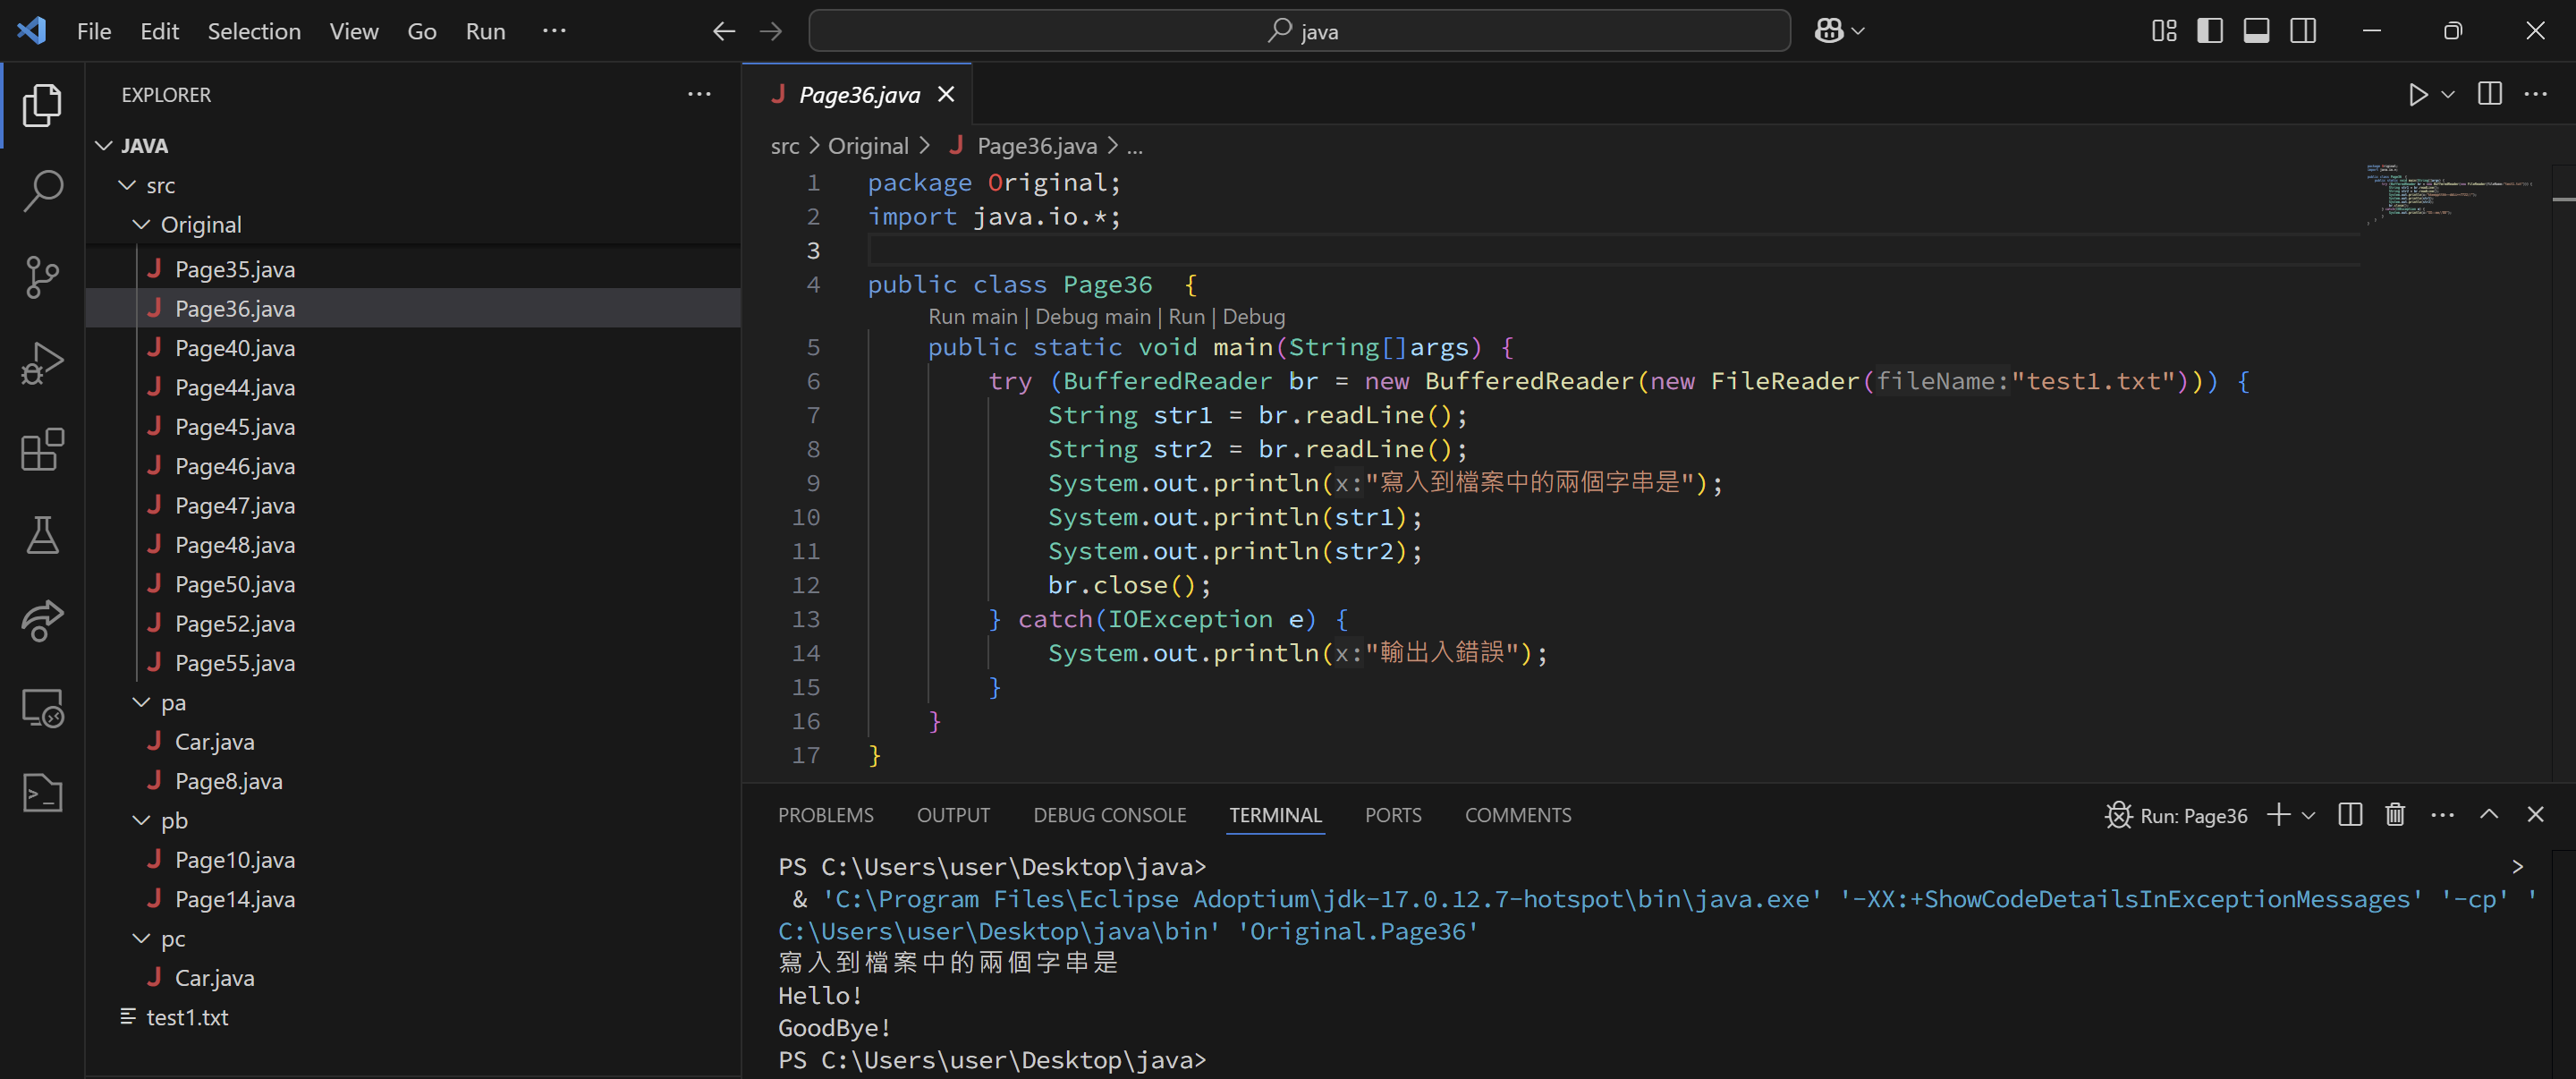 File Edit Selection View Go Run ···
java
EXPLORER
JAVA
src
Original
Page35.java
Page36.java
Page40.java
Page44.java
Page45.java
Page46.java
Page47.java
Page48.java
Page50.java
Page52.java
Page55.java
pa
Car.java
Page8.java
pb
Page10.java
Page14.java
pc
Car.java
test1.txt
Page36.java
src > Original > Page36.java > ...
1 package Original;
2 import java.io.*;
3
4 public class Page36  {
Run main | Debug main | Run | Debug
5 public static void main(String[]args) {
6 try (BufferedReader br = new BufferedReader(new FileReader(fileName:"test1.txt"))) {
7 String str1 = br.readLine();
8 String str2 = br.readLine();
9 System.out.println(x:"寫入到檔案中的兩個字串是");
10 System.out.println(str1);
11 System.out.println(str2);
12 br.close();
13 } catch(IOException e) {
14 System.out.println(x:"輸出入錯誤");
15 }
16 }
17 }
PROBLEMS OUTPUT DEBUG CONSOLE TERMINAL PORTS COMMENTS
Run: Page36
PS C:\Users\user\Desktop\java>
& 'C:\Program Files\Eclipse Adoptium\jdk-17.0.12.7-hotspot\bin\java.exe' '-XX:+ShowCodeDetailsInExceptionMessages' '-cp' '
C:\Users\user\Desktop\java\bin' 'Original.Page36'
寫入到檔案中的兩個字串是
Hello!
GoodBye!
PS C:\Users\user\Desktop\java>